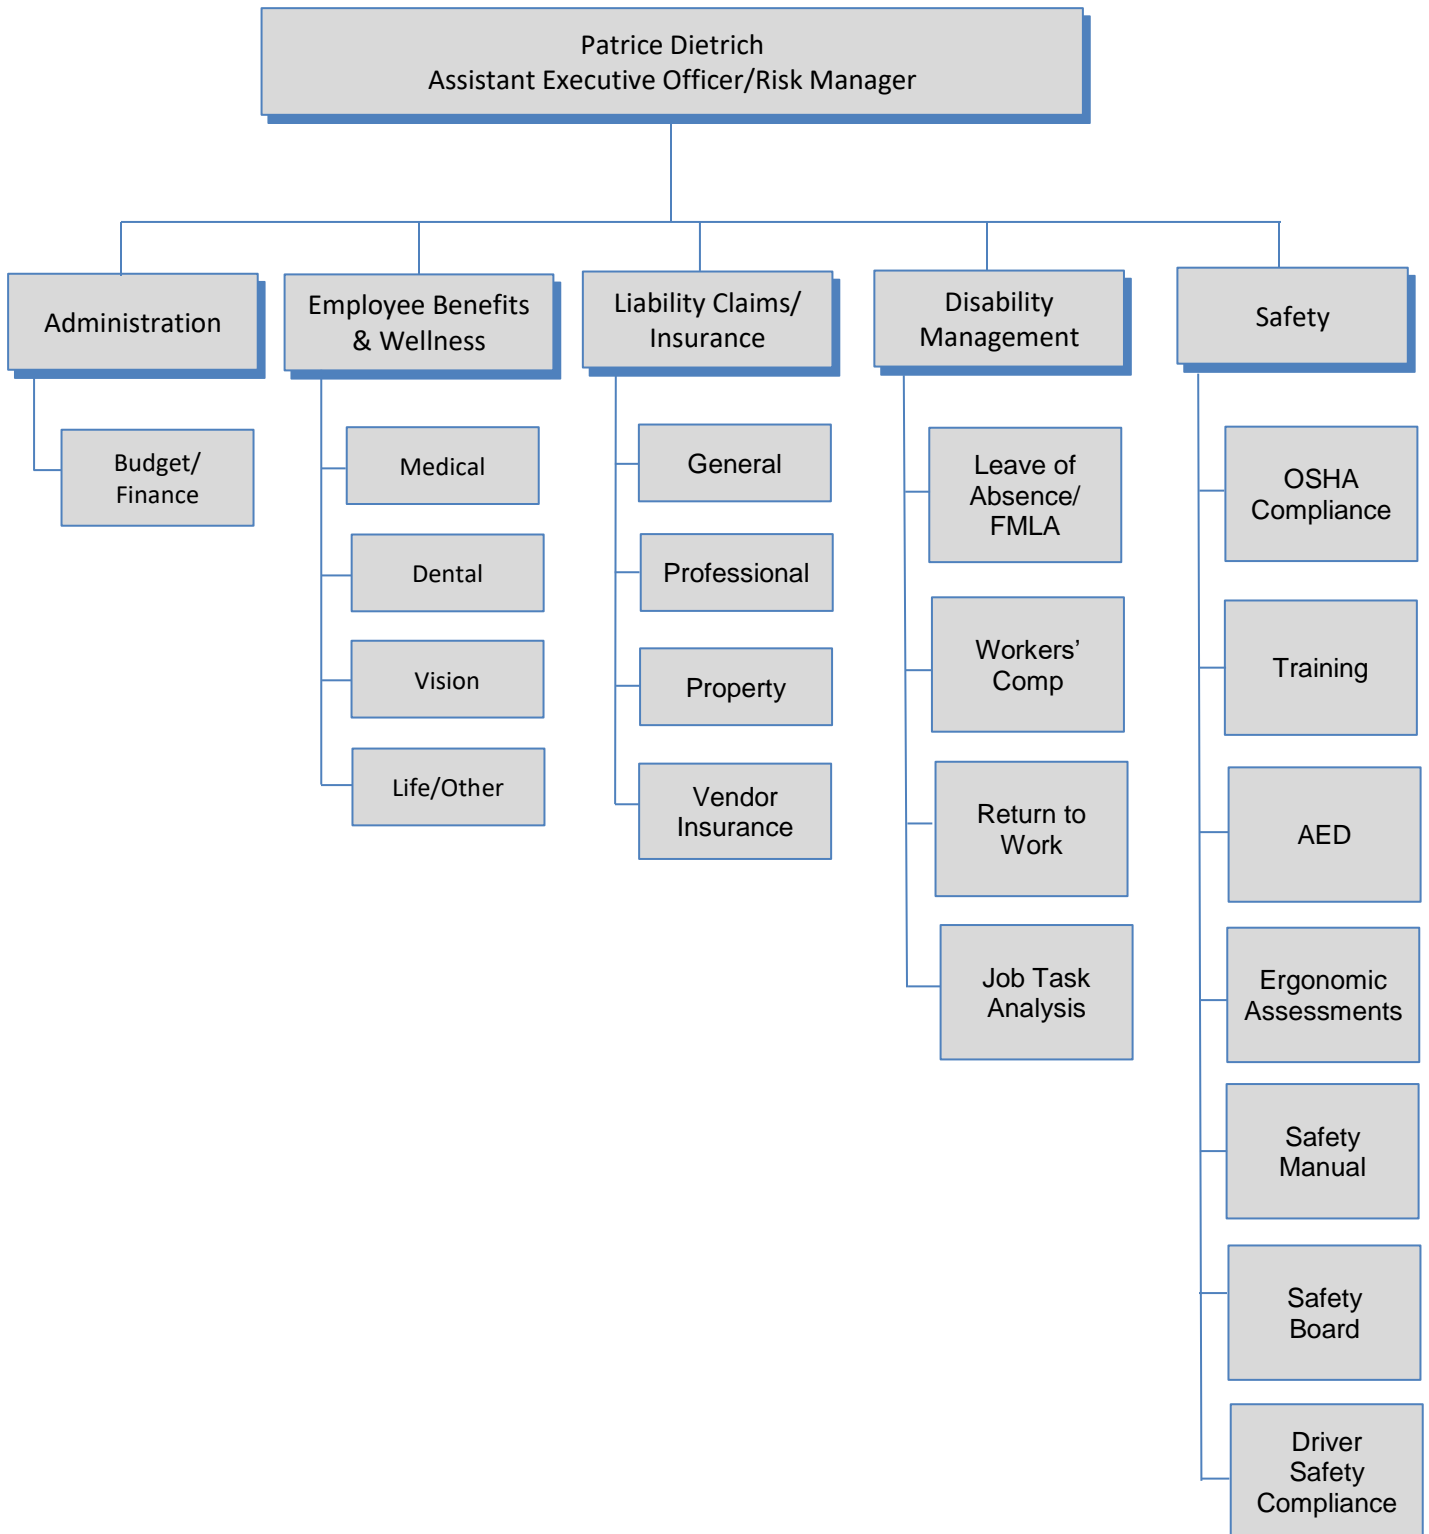 Patrice Dietrich
Assistant Executive Officer/Risk Manager
Administration
Budget/
Finance
Employee Benefits
& Wellness
Medical
Dental
Vision
Life/Other
Liability Claims/
Insurance
General
Professional
Property
Vendor
Insurance
Disability
Management
Leave of
Absence/
FMLA
Workers’
Comp
Return to
Work
Job Task
Analysis
Safety
OSHA
Compliance
Training
AED
Ergonomic
Assessments
Safety
Manual
Safety
Board
Driver
Safety
Compliance